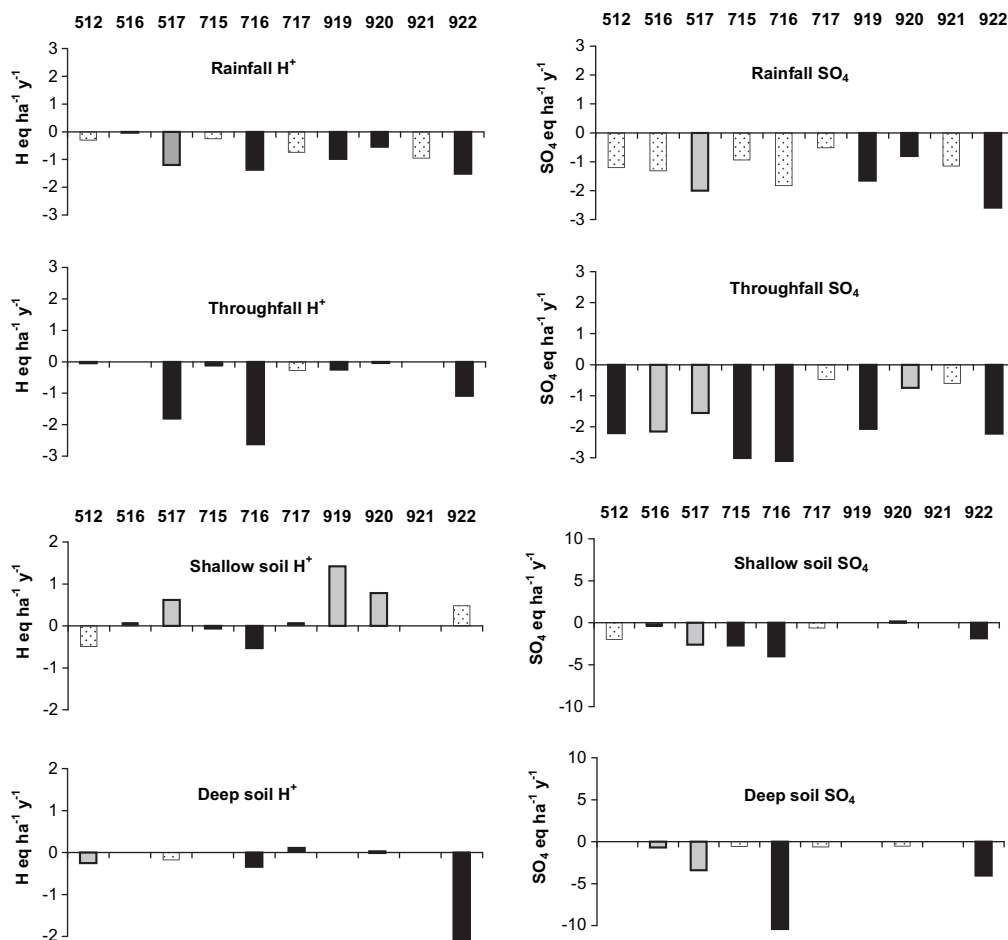 512 516 517 715 716 717 919 920 921 922
3
2
1
0
-1
-2
-3
H eq ha⁻¹ y⁻¹
Rainfall H⁺
512 516 517 715 716 717 919 920 921 922
3
2
1
0
-1
-2
-3
SO₄ eq ha⁻¹ y⁻¹
Rainfall SO₄
3
2
1
0
-1
-2
-3
H eq ha⁻¹ y⁻¹
Throughfall H⁺
3
2
1
0
-1
-2
-3
SO₄ eq ha⁻¹ y⁻¹
Throughfall SO₄
512 516 517 715 716 717 919 920 921 922
2
1
0
-1
-2
H eq ha⁻¹ y⁻¹
Shallow soil H⁺
512 516 517 715 716 717 919 920 921 922
10
5
0
-5
-10
SO₄ eq ha⁻¹ y⁻¹
Shallow soil SO₄
2
1
0
-1
-2
H eq ha⁻¹ y⁻¹
Deep soil H⁺
10
5
0
-5
-10
SO₄ eq ha⁻¹ y⁻¹
Deep soil SO₄